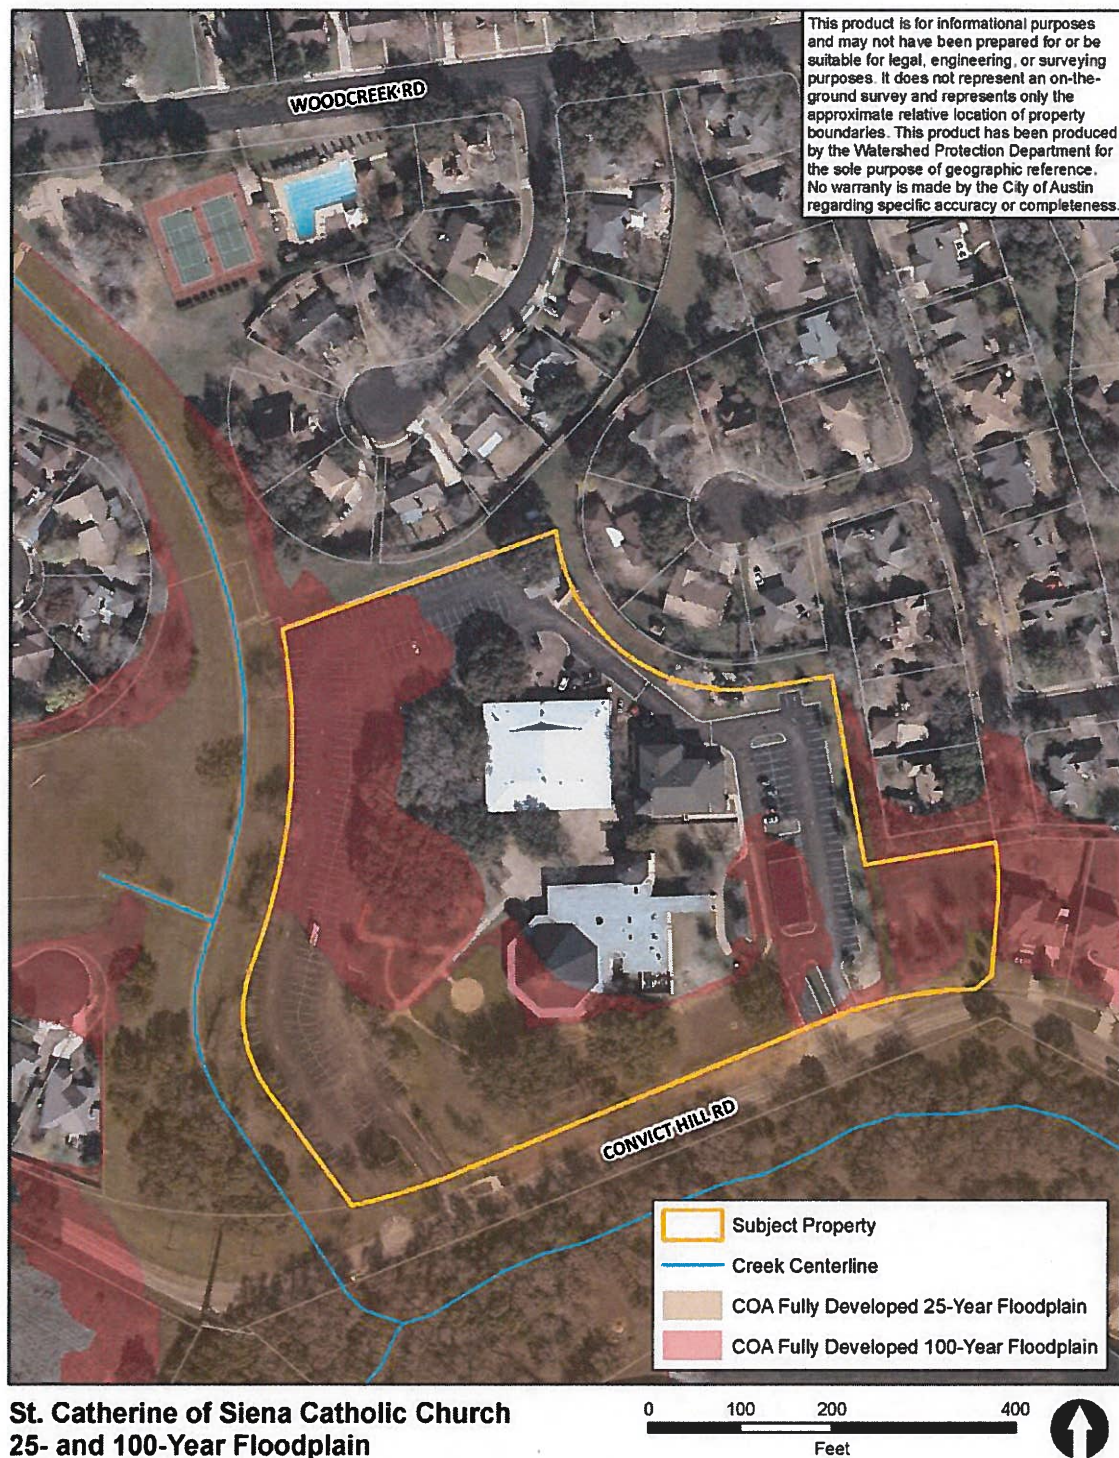 This product is for informational purposes
and may not have been prepared for or be
suitable for legal, engineering, or surveying
purposes. It does not represent an on-the-
ground survey and represents only the
approximate relative location of property
boundaries. This product has been produced
by the Watershed Protection Department for
the sole purpose of geographic reference.
No warranty is made by the City of Austin
regarding specific accuracy or completeness.
WOODCREEK RD
CONVICT HILL RD
Subject Property
Creek Centerline
COA Fully Developed 25-Year Floodplain
COA Fully Developed 100-Year Floodplain
St. Catherine of Siena Catholic Church
25- and 100-Year Floodplain
0 100 200 400
Feet